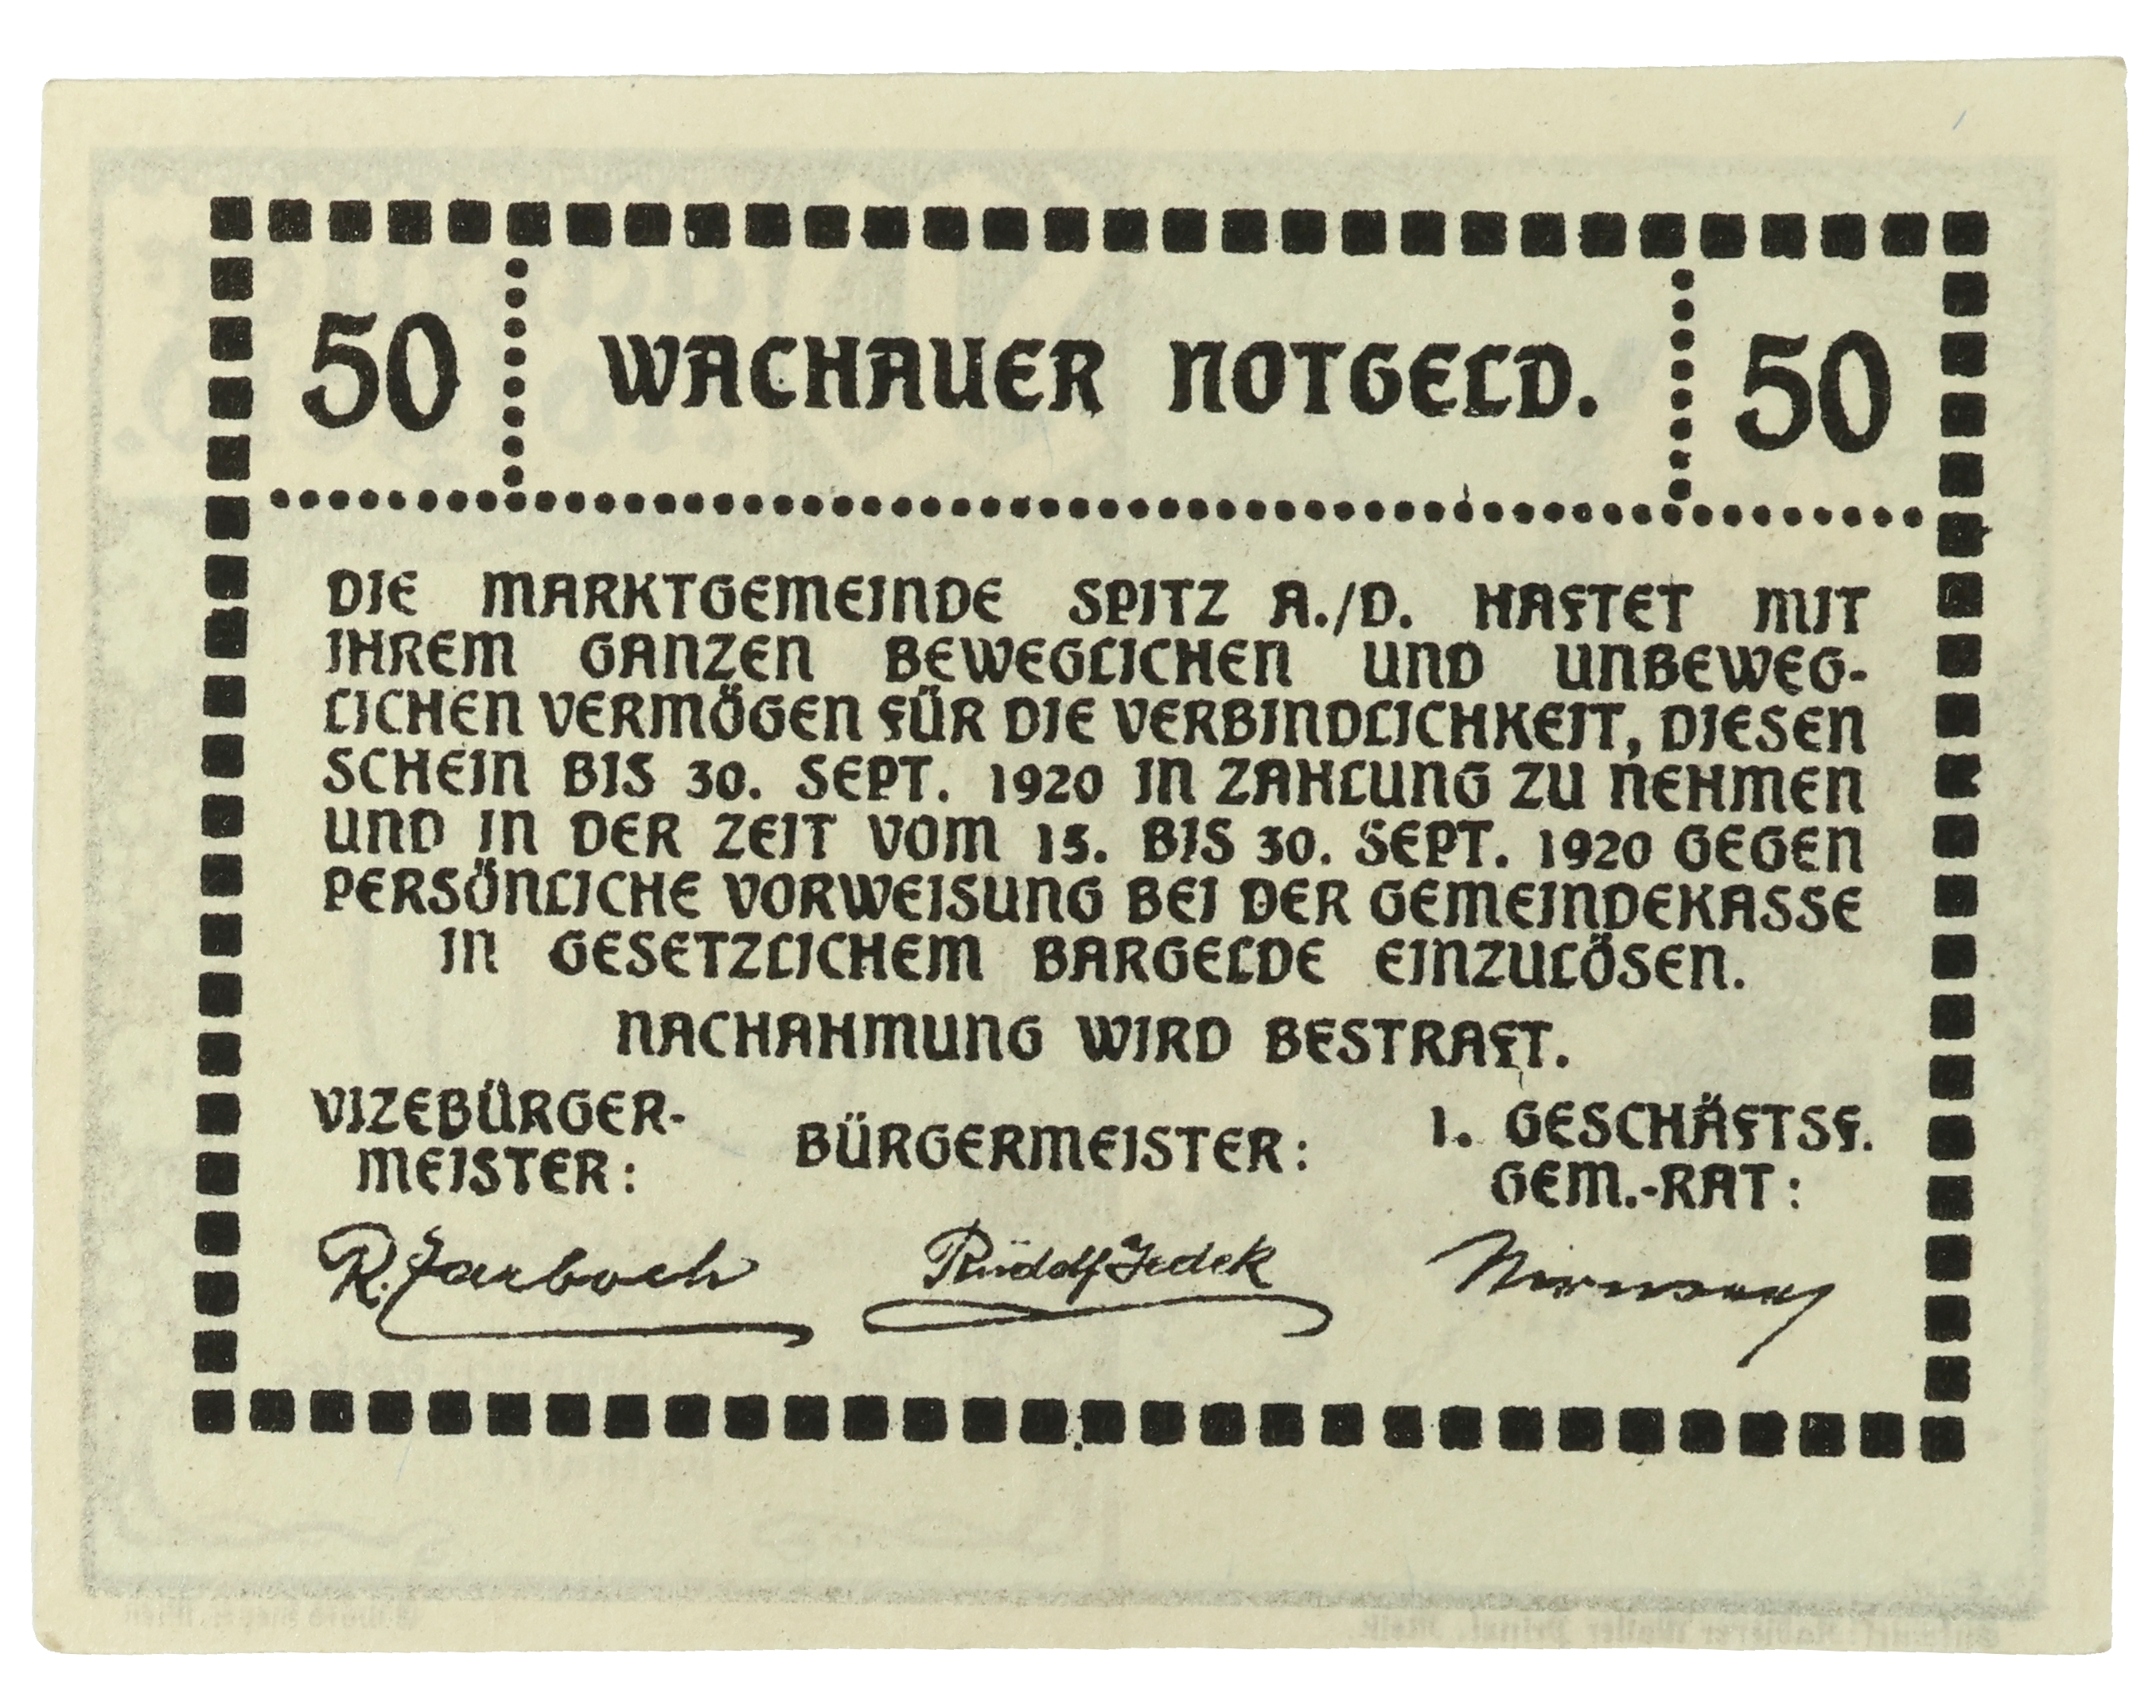 50 WACHAUER NOTGELD. 50
DIE MARKTGEMEINDE SPITZ A./D. HAFTET MIT
IHREM GANZEN BEWEGLICHEN UND UNBEWEG-
LICHEN VERMÖGEN FÜR DIE VERBINDLICHKEIT, DIESEN
SCHEIN BIS 30. SEPT. 1920 IN ZAHLUNG ZU NEHMEN
UND IN DER ZEIT VOM 15. BIS 30. SEPT. 1920 GEGEN
PERSÖNLICHE VORWEISUNG BEI DER GEMEINDEKASSE
IN GESETZLICHEM BARGELDE EINZULÖSEN.
NACHAHMUNG WIRD BESTRAFT.
VIZEBÜRGER-
MEISTER:
BÜRGERMEISTER:
1. GESCHÄFTSF.
GEM.-RAT:
R.
Rudolf Jedek